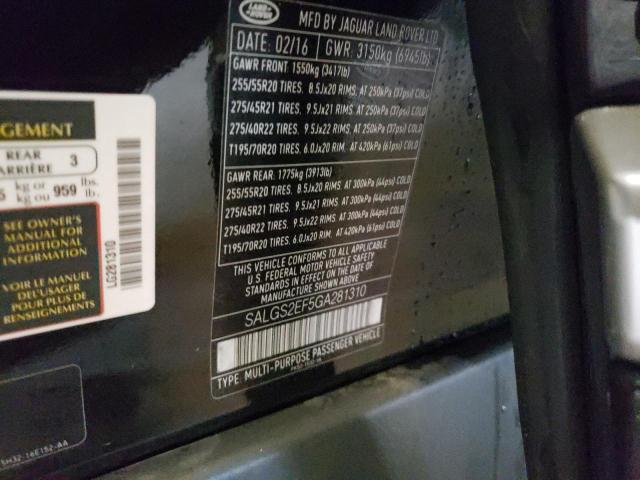 LAND ROVER
MFD BY JAGUAR LAND ROVER LTD
DATE: 02/16 GWR: 3150kg (6945lb)
GAWR FRONT: 1550kg (3417lb)
255/55R20 TIRES. 8.5Jx20 RIMS. AT 250kPa (37psi) COLD
275/45R21 TIRES. 9.5Jx21 RIMS. AT 250kPa (37psi) COLD
275/40R22 TIRES. 9.5Jx22 RIMS. AT 250kPa (37psi) COLD
T195/70R20 TIRES. 6.0Jx20 RIM. AT 420kPa (61psi) COLD
GAWR REAR: 1775kg (3913lb)
255/55R20 TIRES. 8.5Jx20 RIMS. AT 300kPa (44psi) COLD
275/45R21 TIRES. 9.5Jx21 RIMS. AT 300kPa (44psi) COLD
275/40R22 TIRES. 9.5Jx22 RIMS. AT 300kPa (44psi) COLD
T195/70R20 TIRES. 6.0Jx20 RIM. AT 420kPa (61psi) COLD
THIS VEHICLE CONFORMS TO ALL APPLICABLE
U.S. FEDERAL MOTOR VEHICLE SAFETY
STANDARDS IN EFFECT ON THE DATE OF
MANUFACTURE SHOWN ABOVE
SALGS2EF5GA281310
TYPE: MULTI-PURPOSE PASSENGER VEHICLE
GEMENT
REAR 3
ARRIÈRE
5 kg or 959 lbs.
kg ou lb.
SEE OWNER'S
MANUAL FOR
ADDITIONAL
INFORMATION
VOIR LE MANUEL
DE L'USAGER
POUR PLUS DE
RENSEIGNEMENTS
LG281310
5H32-16E152-AA